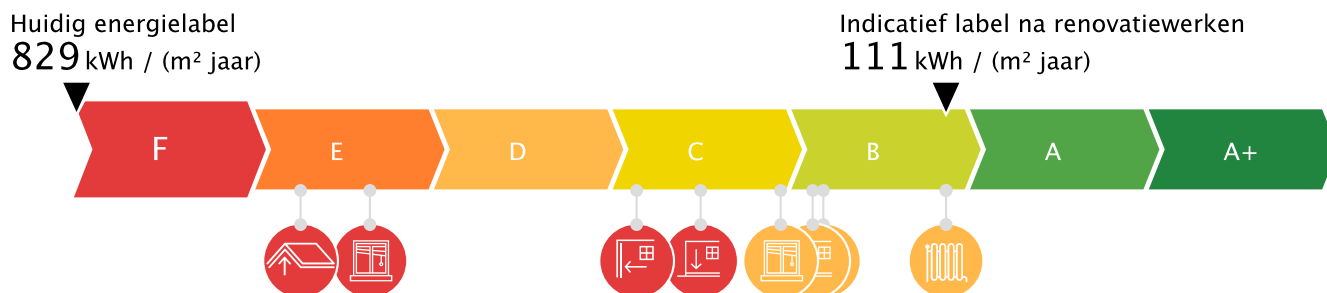 Huidig energielabel
829 kWh / (m² jaar)
Indicatief label na renovatiewerken
111 kWh / (m² jaar)
F E D C B A A+